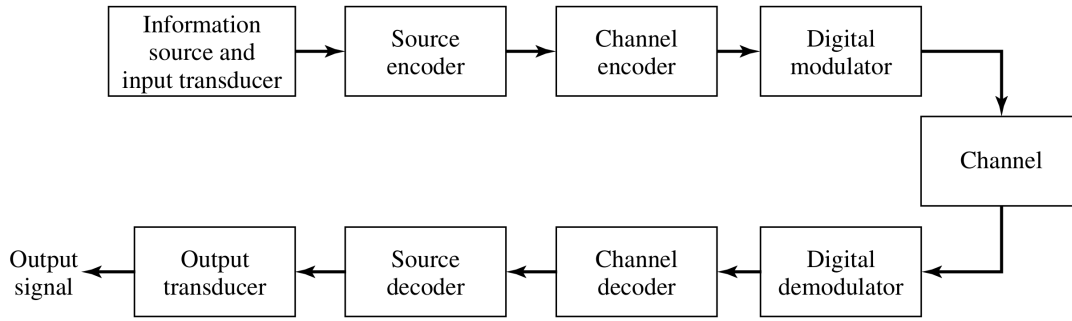 Information
source and
input transducer
Source
encoder
Channel
encoder
Digital
modulator
Channel
Output
signal
Output
transducer
Source
decoder
Channel
decoder
Digital
demodulator